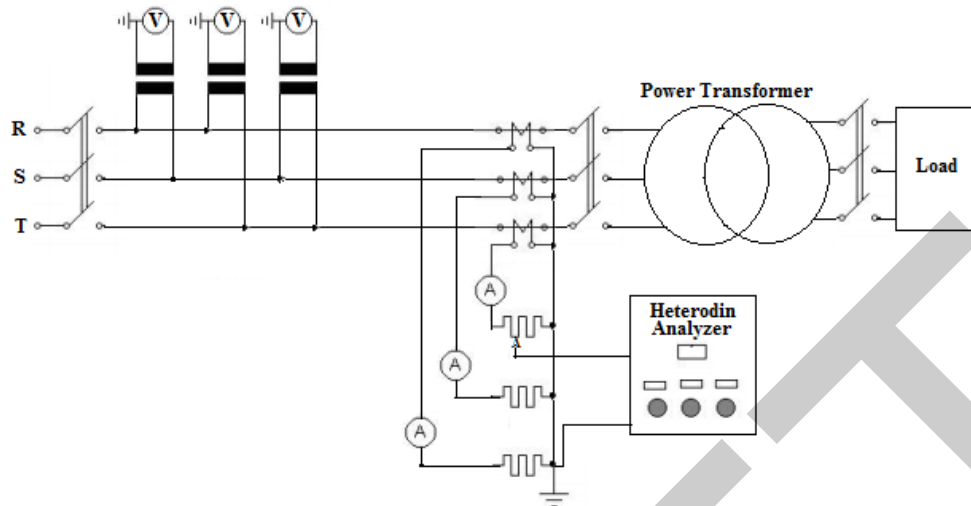 V V V
Power Transformer
R
S
T
Load
A
Heterodin
Analyzer
A
A